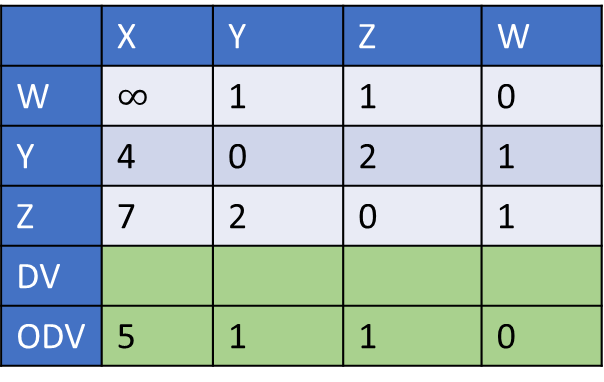 X Y Z W
W ∞ 1 1 0
Y 4 0 2 1
Z 7 2 0 1
DV
ODV 5 1 1 0